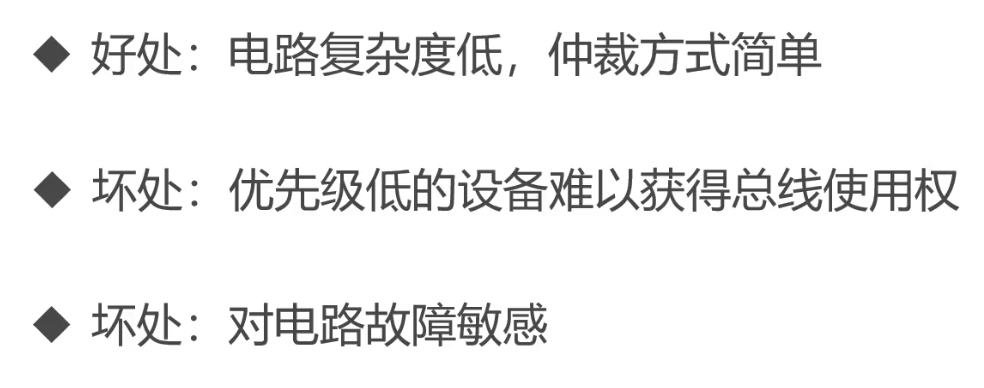 ◆ 好处：电路复杂度低，仲裁方式简单
◆ 坏处：优先级低的设备难以获得总线使用权
◆ 坏处：对电路故障敏感